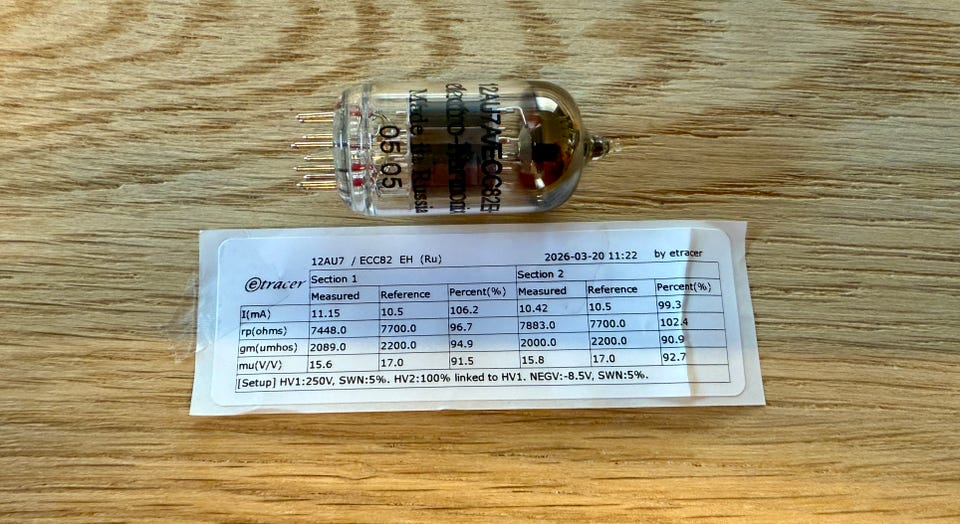 12AU7A/ECC82E
electro-harmonix
Made in Russia
05 05
12AU7 / ECC82 EH (Ru) 2026-03-20 11:22 by etracer
etracer Section 1 Section 2
Measured Reference Percent(%) Measured Reference Percent(%)
I(mA) 11.15 10.5 106.2 10.42 10.5 99.3
rp(ohms) 7448.0 7700.0 96.7 7883.0 7700.0 102.4
gm(umhos) 2089.0 2200.0 94.9 2000.0 2200.0 90.9
mu(V/V) 15.6 17.0 91.5 15.8 17.0 92.7
[Setup] HV1:250V, SWN:5%. HV2:100% linked to HV1. NEGV:-8.5V, SWN:5%.